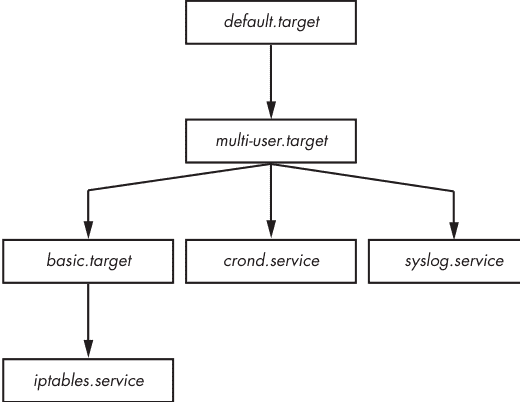 default.target
multi-user.target
basic.target
crond.service
syslog.service
iptables.service